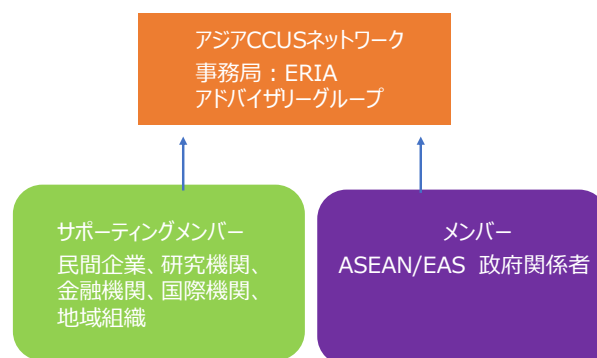 アジアCCUSネットワーク
事務局：ERIA
アドバイザリーグループ
サポーティングメンバー
民間企業、研究機関、
金融機関、国際機関、
地域組織
メンバー
ASEAN/EAS 政府関係者